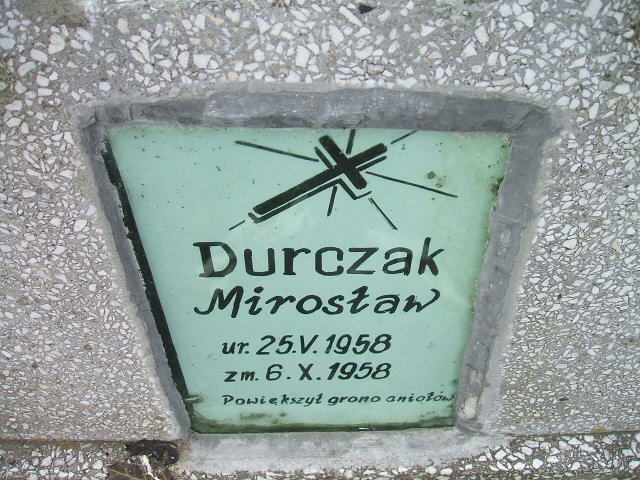 Durczak
Mirosław
ur. 25.V.1958
zm. 6.X.1958
Powiększył grono aniołów